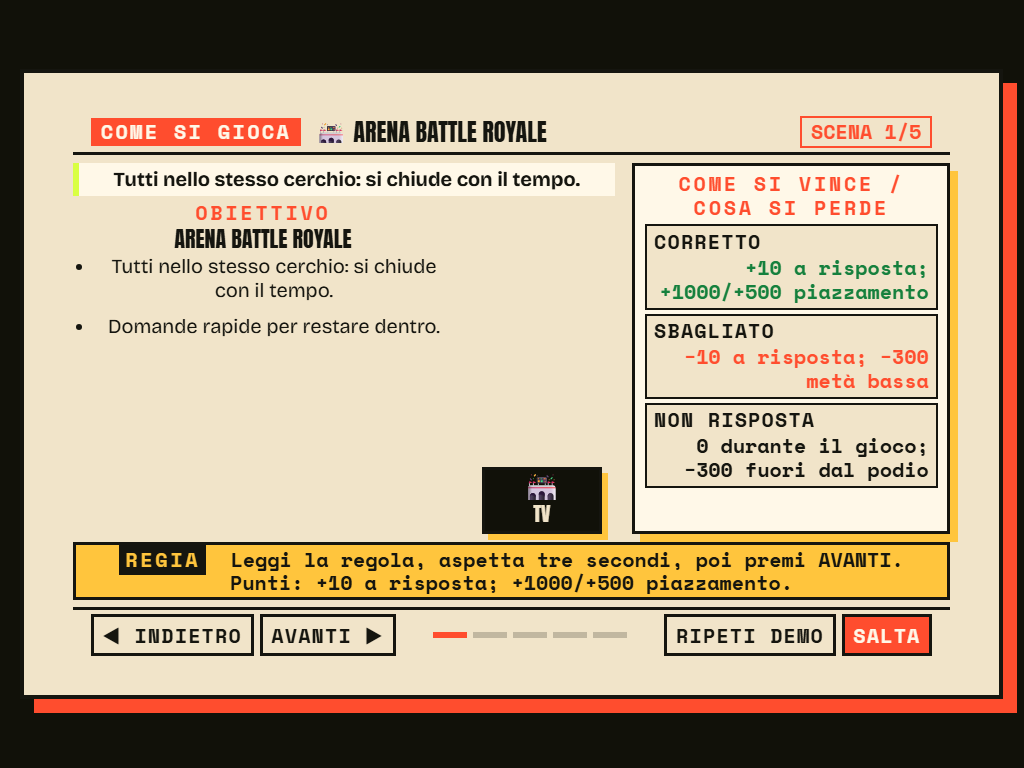 COME SI GIOCA
ARENA BATTLE ROYALE
SCENA 1/5
Tutti nello stesso cerchio: si chiude con il tempo.
OBIETTIVO
ARENA BATTLE ROYALE
• Tutti nello stesso cerchio: si chiude
con il tempo.
• Domande rapide per restare dentro.
TV
COME SI VINCE /
COSA SI PERDE
CORRETTO
+10 a risposta;
+1000/+500 piazzamento
SBAGLIATO
-10 a risposta; -300
metà bassa
NON RISPOSTA
0 durante il gioco;
-300 fuori dal podio
REGIA
Leggi la regola, aspetta tre secondi, poi premi AVANTI.
Punti: +10 a risposta; +1000/+500 piazzamento.
◀ INDIETRO
AVANTI ▶
RIPETI DEMO
SALTA